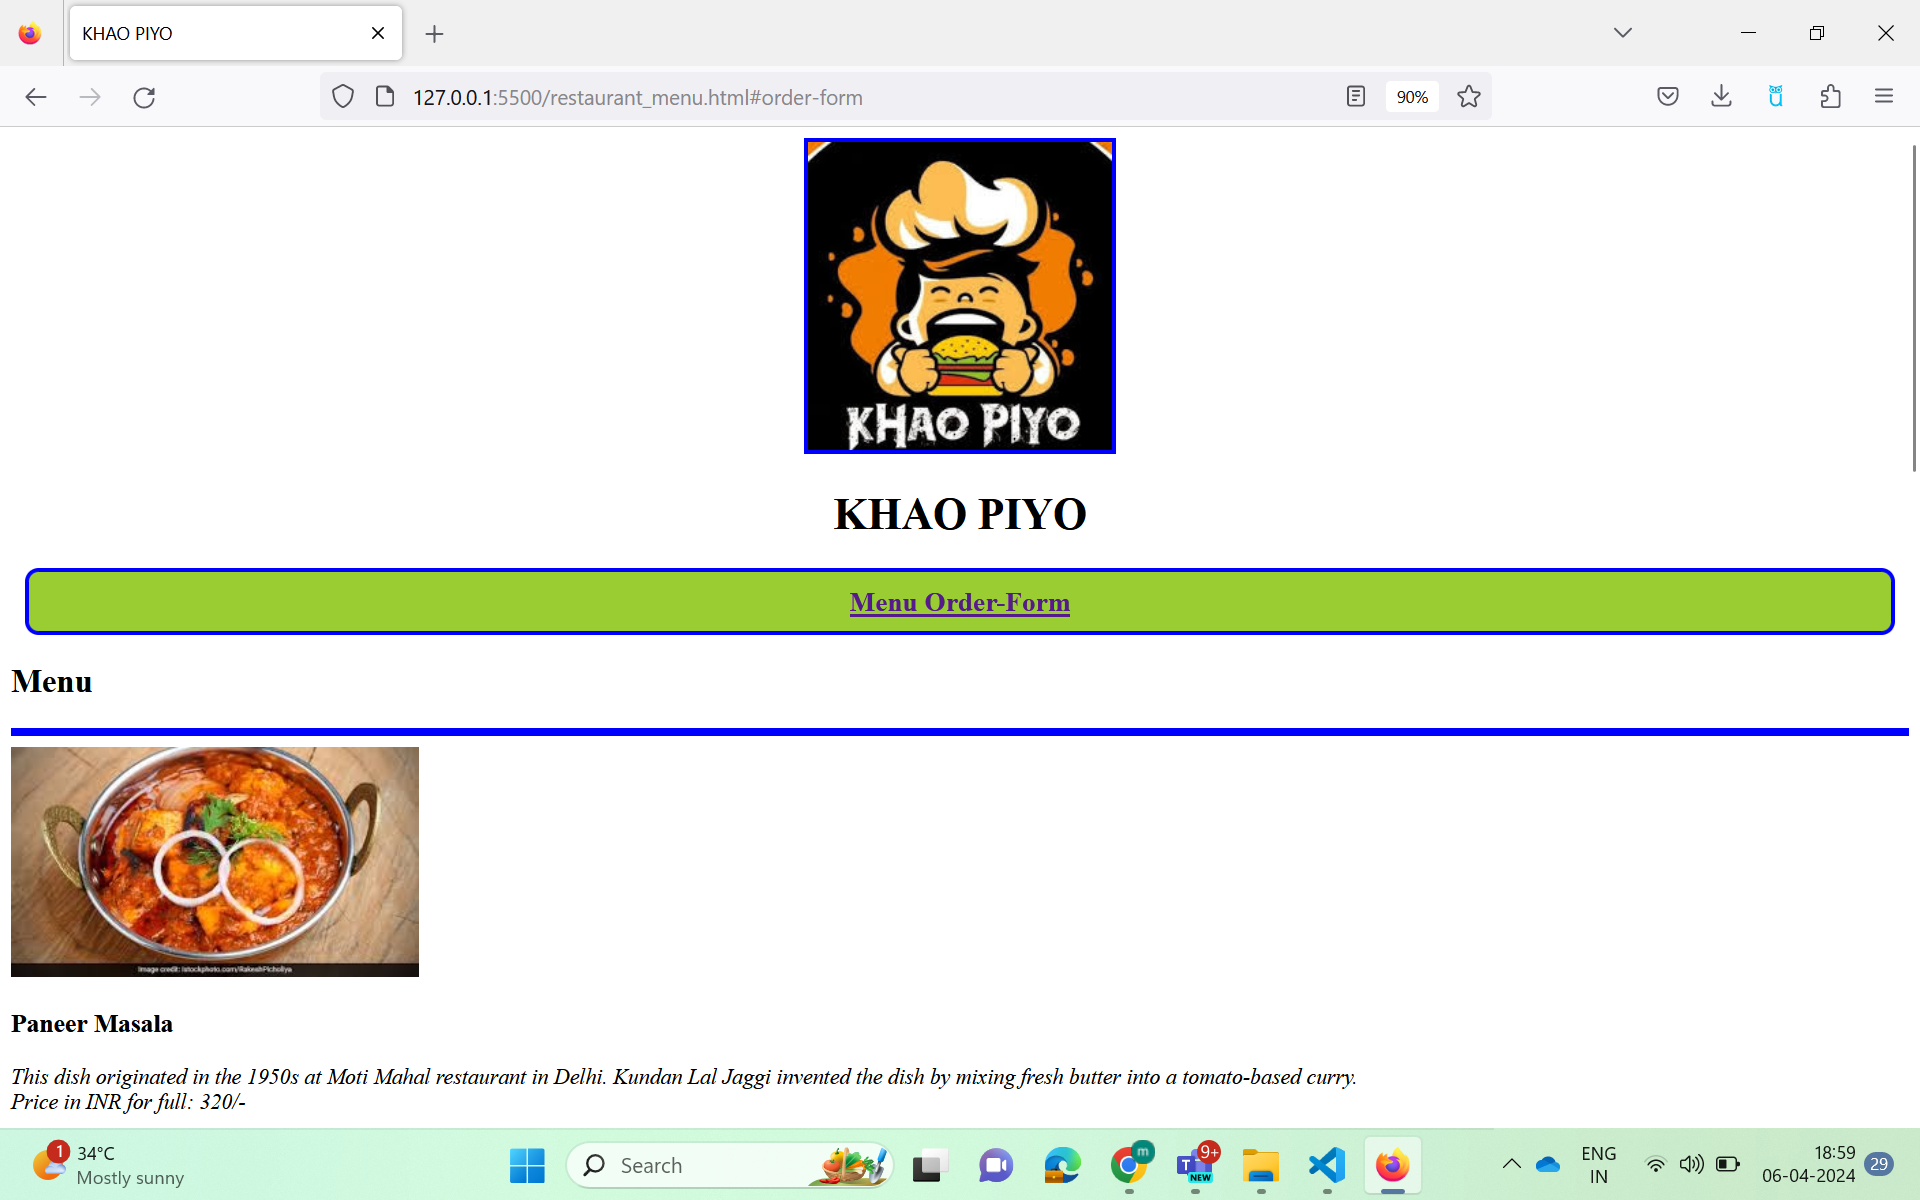 KHAO PIYO
127.0.0.1:5500/restaurant_menu.html#order-form
90%
KHAO PIYO
KHAO PIYO
Menu Order-Form
Menu
Image credit: istockphoto.com/RakeshPicholiya
Paneer Masala
This dish originated in the 1950s at Moti Mahal restaurant in Delhi. Kundan Lal Jaggi invented the dish by mixing fresh butter into a tomato-based curry.
Price in INR for full: 320/-
1
34°C
Mostly sunny
Search
m
9+
T
NEW
ENG
IN
18:59
06-04-2024
29